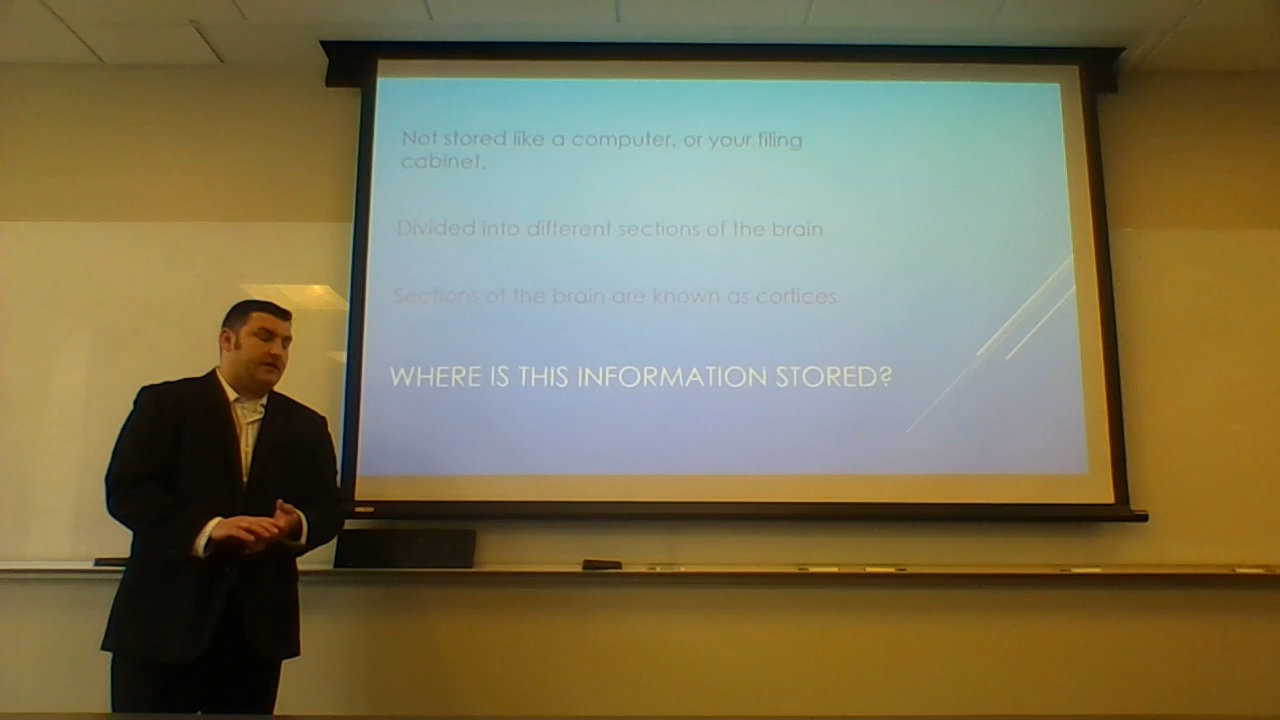 Not stored like a computer, or your filing
cabinet.
Divided into different sections of the brain
Sections of the brain are known as cortices
WHERE IS THIS INFORMATION STORED?